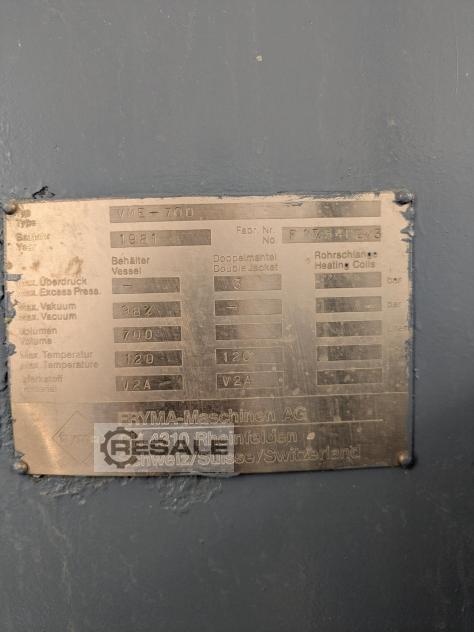 Type VME-700
Baujahr 1981 Fabr. Nr.
Year No.
Behälter Doppelmantel Rohrschlange
Vessel Double Jacket Heating Coils
Max. Überdruck - 3 bar
Max. Excess Press.
Max. Vakuum - bar
Max. Vacuum
Volumen 700
Volume
Max. Temperatur 120 120
Max. Temperature
Werkstoff V2A V2A
Material
FRYMA-Maschinen AG
4310 Rheinfelden
Schweiz/Suisse/Switzerland
RESALE